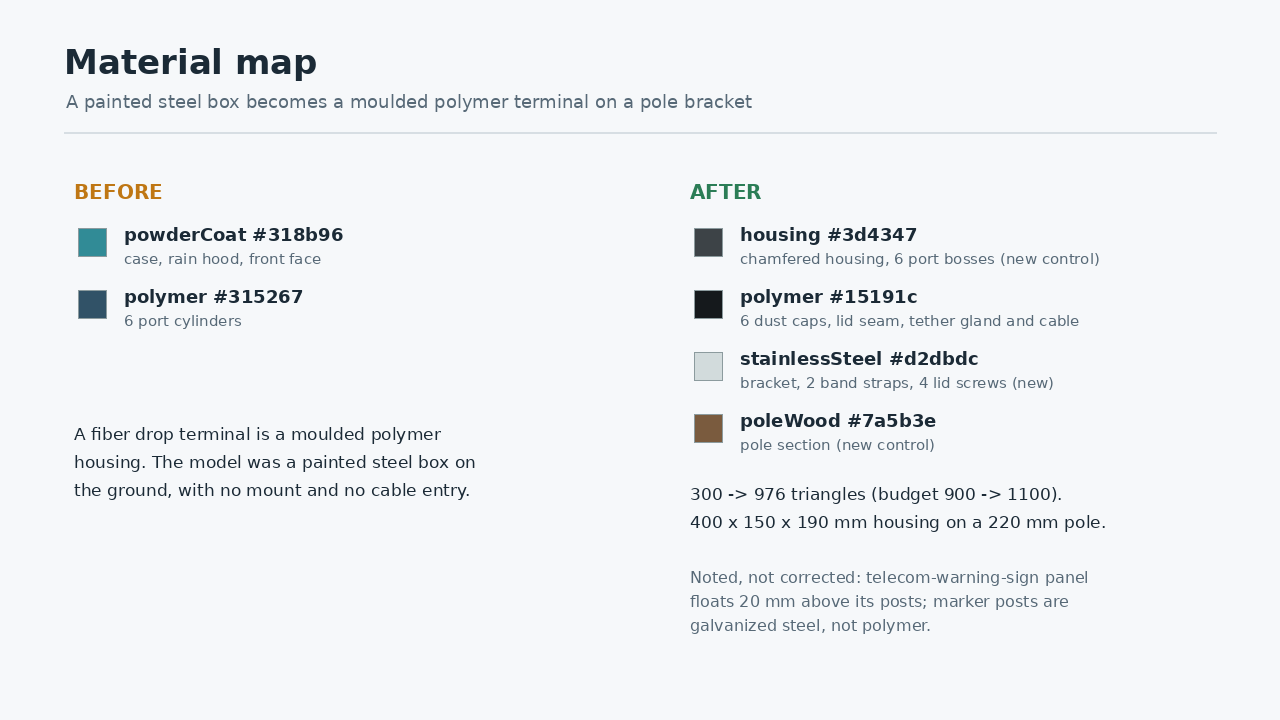 Material map
A painted steel box becomes a moulded polymer terminal on a pole bracket
BEFORE
powderCoat #318b96
case, rain hood, front face
polymer #315267
6 port cylinders
A fiber drop terminal is a moulded polymer
housing. The model was a painted steel box on
the ground, with no mount and no cable entry.
AFTER
housing #3d4347
chamfered housing, 6 port bosses (new control)
polymer #15191c
6 dust caps, lid seam, tether gland and cable
stainlessSteel #d2dbdc
bracket, 2 band straps, 4 lid screws (new)
poleWood #7a5b3e
pole section (new control)
300 -> 976 triangles (budget 900 -> 1100).
400 x 150 x 190 mm housing on a 220 mm pole.
Noted, not corrected: telecom-warning-sign panel
floats 20 mm above its posts; marker posts are
galvanized steel, not polymer.